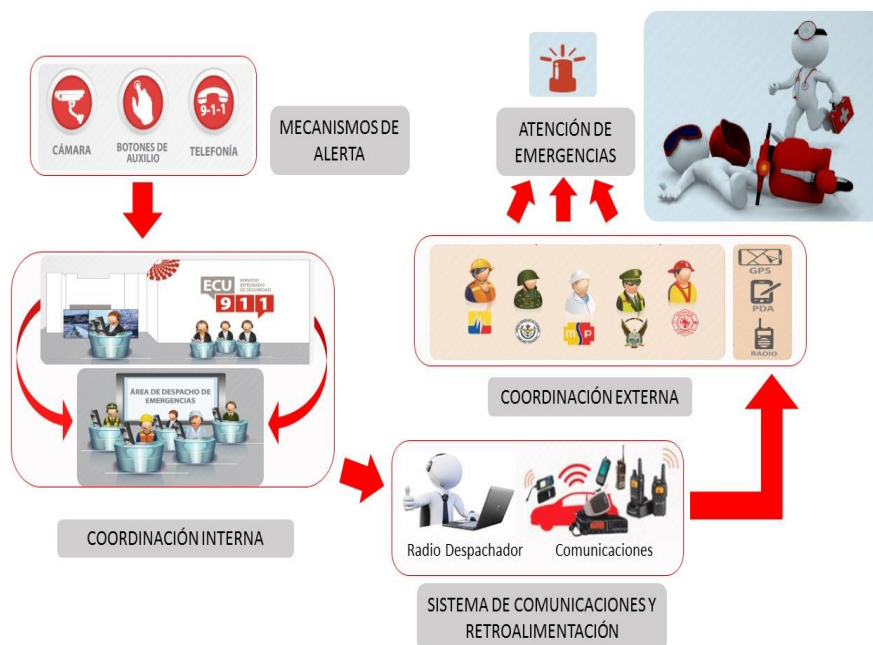 CÁMARA
BOTONES DE
AUXILIO
9-1-1
TELEFONÍA
MECANISMOS DE
ALERTA
ATENCIÓN DE
EMERGENCIAS
ECU
911
SERVICIO
INTEGRADO
DE SEGURIDAD
ÁREA DE DESPACHO DE
EMERGENCIAS
COORDINACIÓN INTERNA
GPS
PDA
RADIO
msp
COORDINACIÓN EXTERNA
Radio Despachador
Comunicaciones
SISTEMA DE COMUNICACIONES Y
RETROALIMENTACIÓN